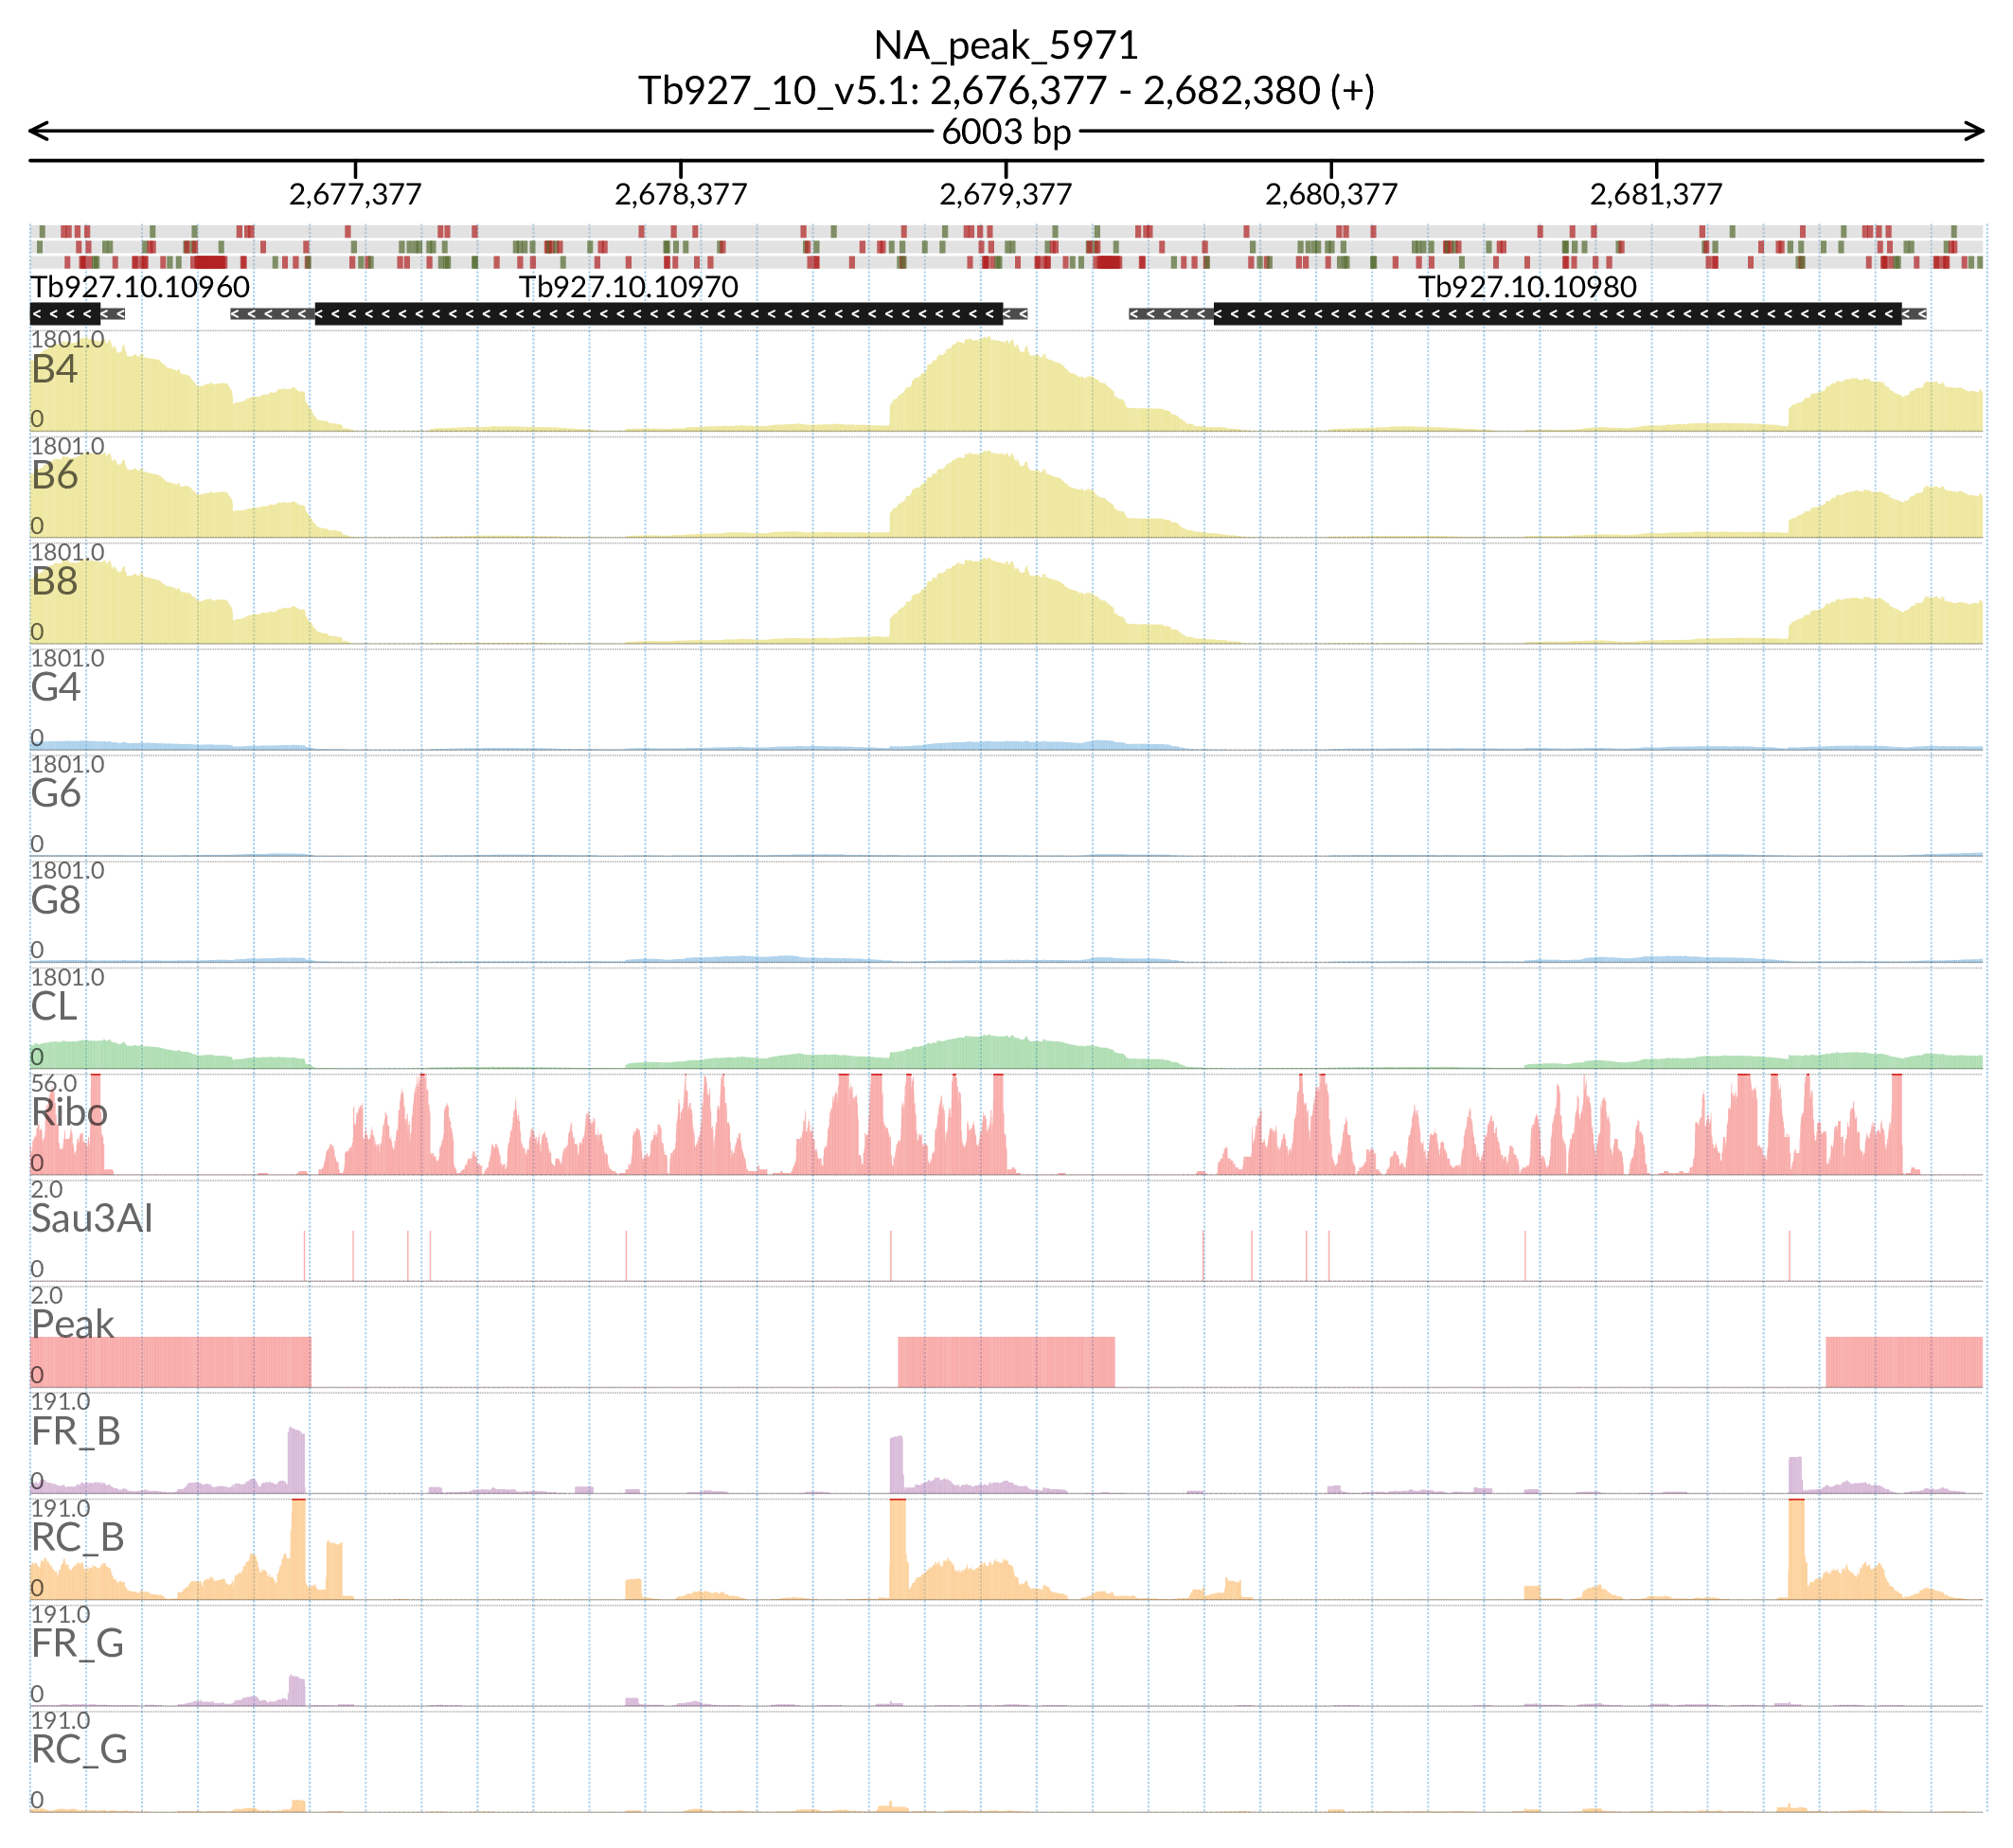 NA_peak_5971
Tb927_10_v5.1: 2,676,377 - 2,682,380 (+)
6003 bp
2,677,377 2,678,377 2,679,377 2,680,377 2,681,377
Tb927.10.10960 Tb927.10.10970 Tb927.10.10980
1801.0
B4
0
1801.0
B6
0
1801.0
B8
0
1801.0
G4
0
1801.0
G6
0
1801.0
G8
0
1801.0
CL
0
56.0
Ribo
0
2.0
Sau3AI
0
2.0
Peak
0
191.0
FR_B
0
191.0
RC_B
0
191.0
FR_G
0
191.0
RC_G
0